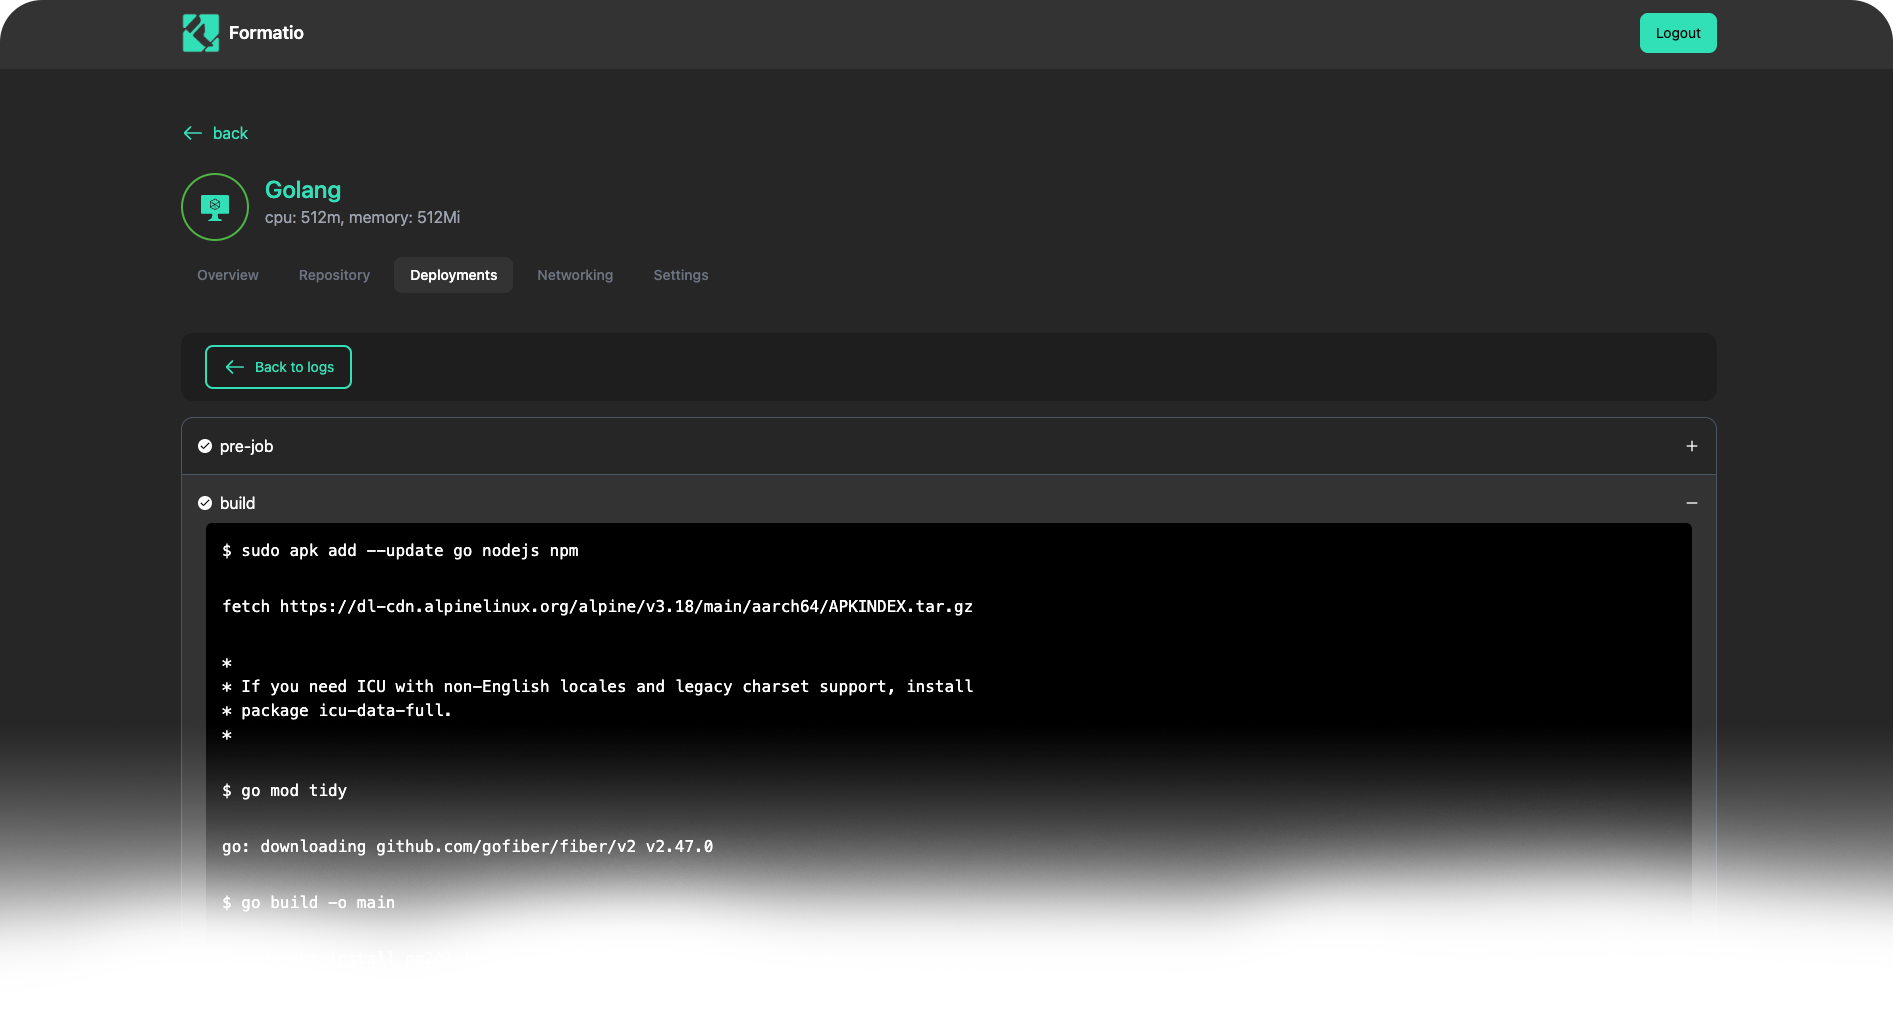 Formatio
Logout
back
Golang
cpu: 512m, memory: 512Mi
Overview
Repository
Deployments
Networking
Settings
Back to logs
pre-job
build
$ sudo apk add --update go nodejs npm
fetch https://dl-cdn.alpinelinux.org/alpine/v3.18/main/aarch64/APKINDEX.tar.gz
*
* If you need ICU with non-English locales and legacy charset support, install
* package icu-data-full.
*
$ go mod tidy
go: downloading github.com/gofiber/fiber/v2 v2.47.0
$ go build -o main